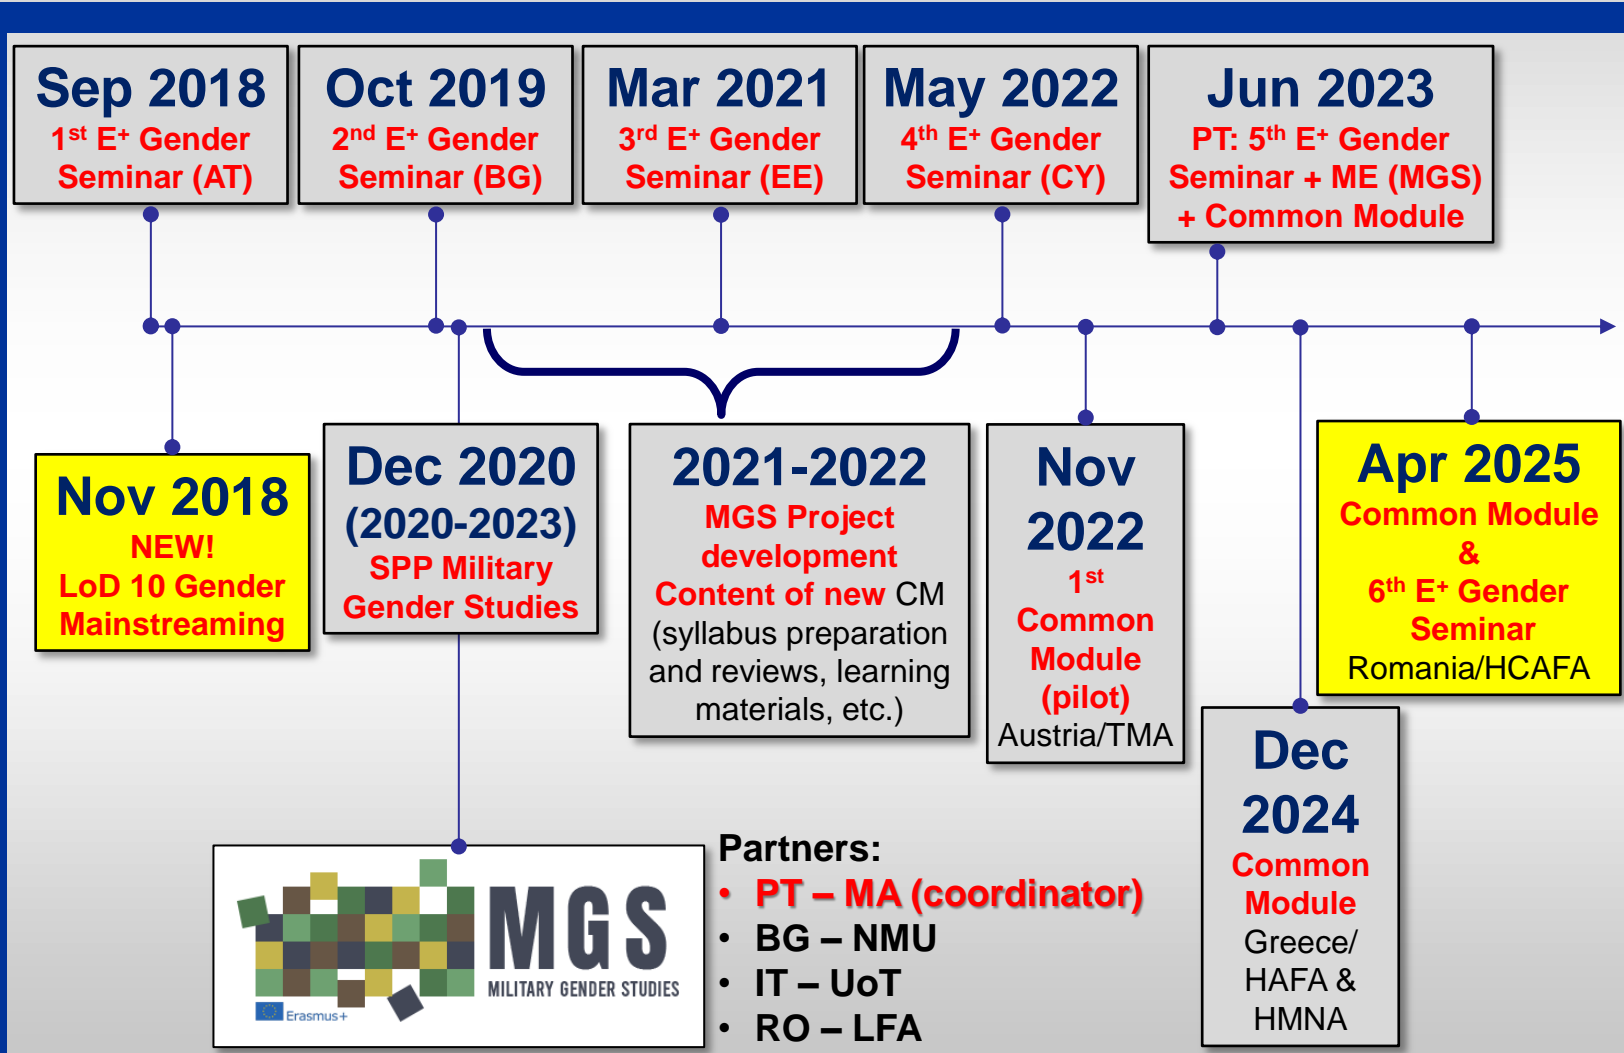 Sep 2018
1st E+ Gender
Seminar (AT)
Oct 2019
2nd E+ Gender
Seminar (BG)
Mar 2021
3rd E+ Gender
Seminar (EE)
May 2022
4th E+ Gender
Seminar (CY)
Jun 2023
PT: 5th E+ Gender
Seminar + ME (MGS)
+ Common Module
Nov 2018
NEW!
LoD 10 Gender
Mainstreaming
Dec 2020
(2020-2023)
SPP Military
Gender Studies
2021-2022
MGS Project
development
Content of new CM
(syllabus preparation
and reviews, learning
materials, etc.)
Nov
2022
1st
Common
Module
(pilot)
Austria/TMA
Dec
2024
Common
Module
Greece/
HAFA &
HMNA
Apr 2025
Common Module
&
6th E+ Gender
Seminar
Romania/HCAFA
MGS
MILITARY GENDER STUDIES
Erasmus+
Partners:
• PT – MA (coordinator)
• BG – NMU
• IT – UoT
• RO – LFA